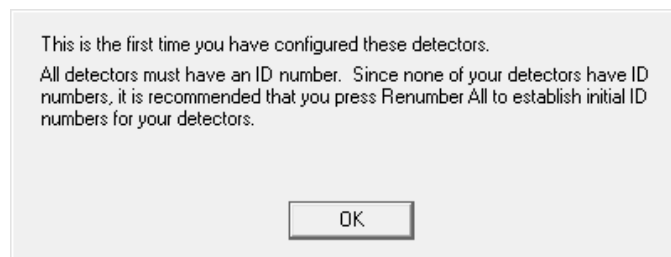 This is the first time you have configured these detectors.
All detectors must have an ID number.  Since none of your detectors have ID
numbers, it is recommended that you press Renumber All to establish initial ID
numbers for your detectors.
OK